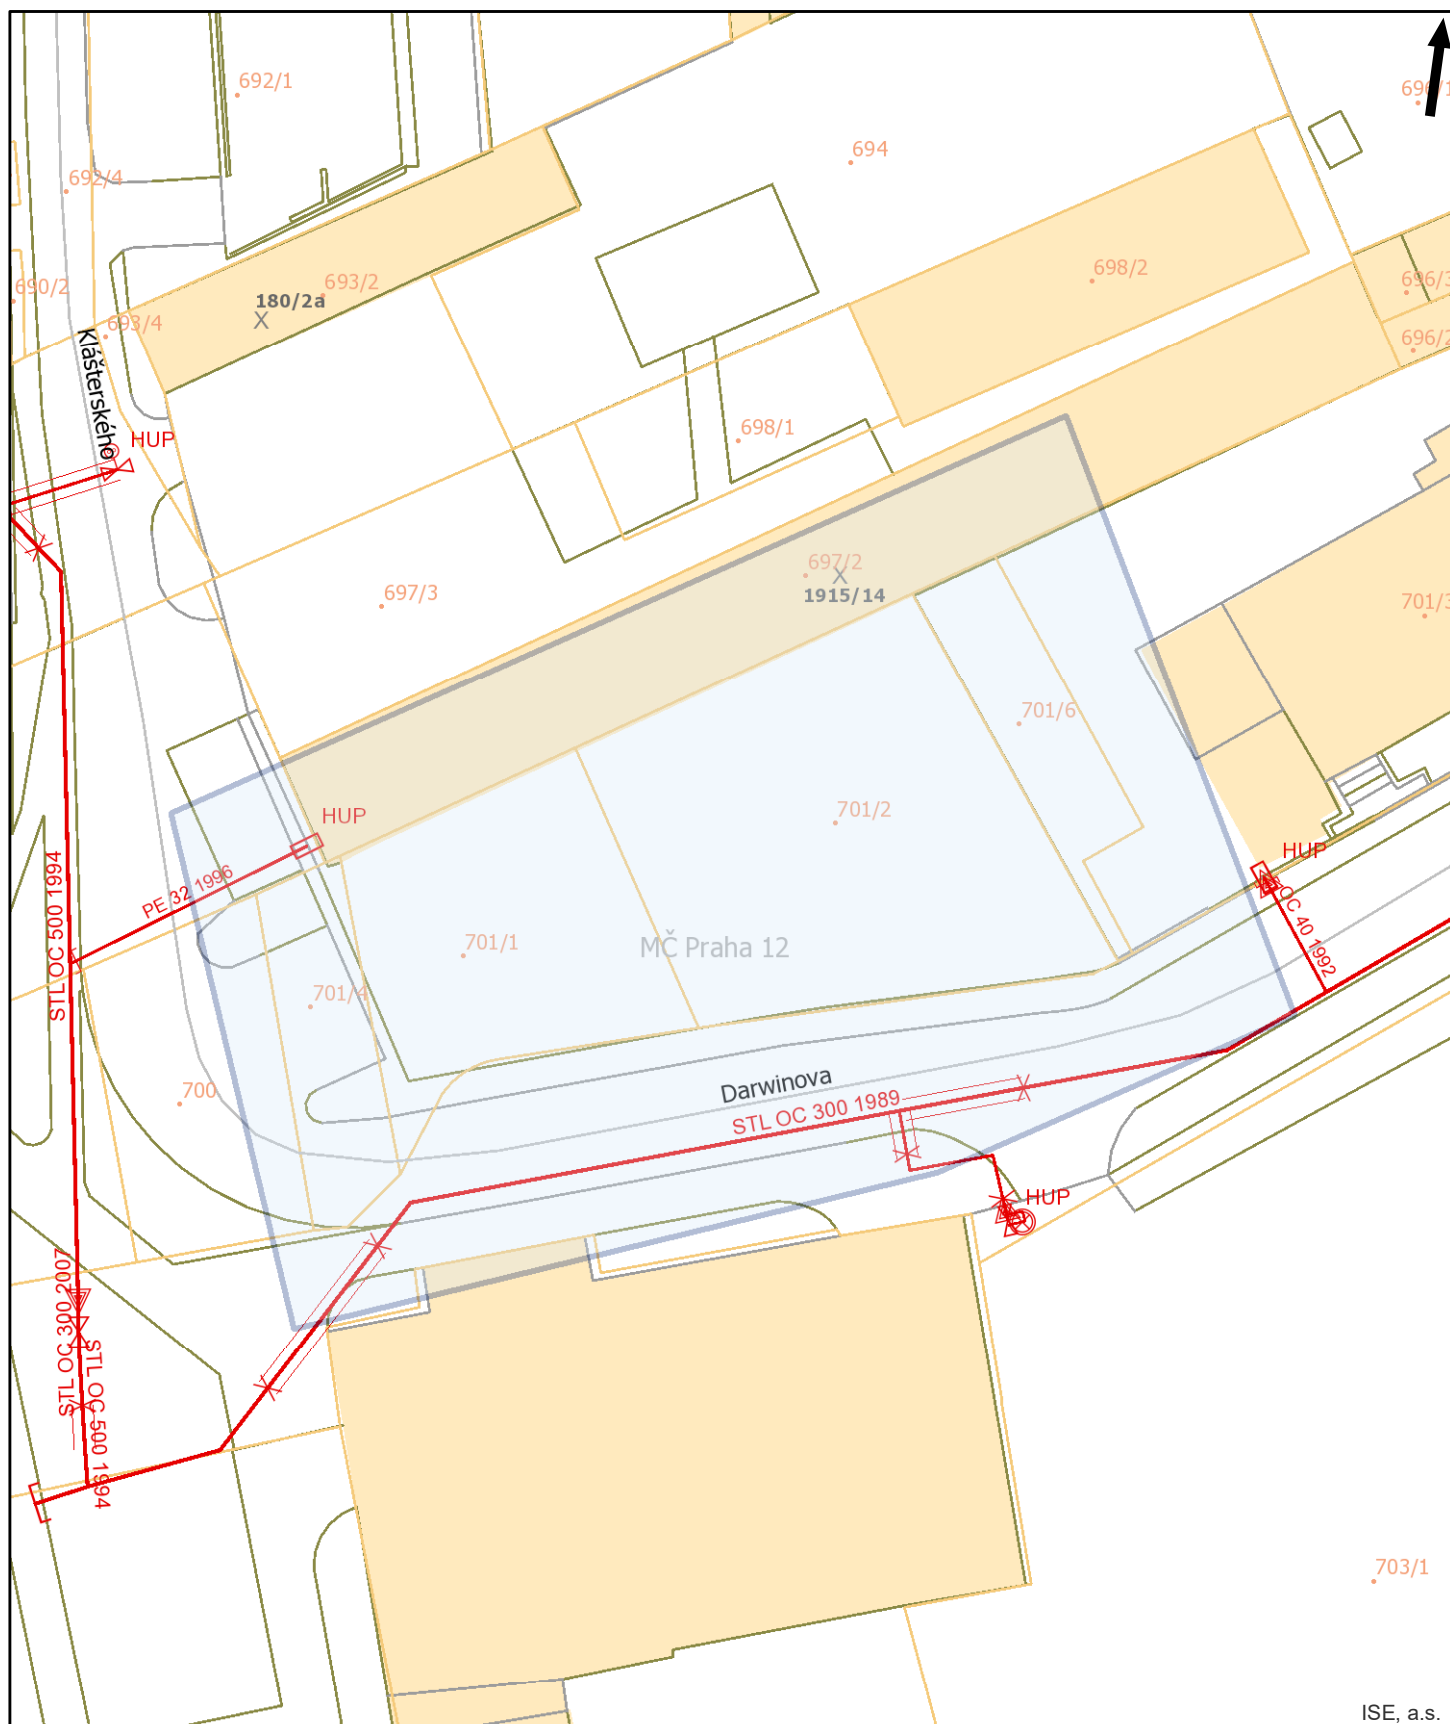 692/1
694
692/4
690/2
693/2
180/2a
693/4
698/2
696/3
696/2
Klášterského
HUP
698/1
697/2
1915/14
697/3
701/3
701/6
HUP
701/2
HUP
PE 32 1996
STL OC 500 1994
701/1
MČ Praha 12
OC 40 1992
701/4
700
Darwinova
STL OC 300 1989
HUP
STL OC 300 2007
STL OC 500 1994
703/1
ISE, a.s.